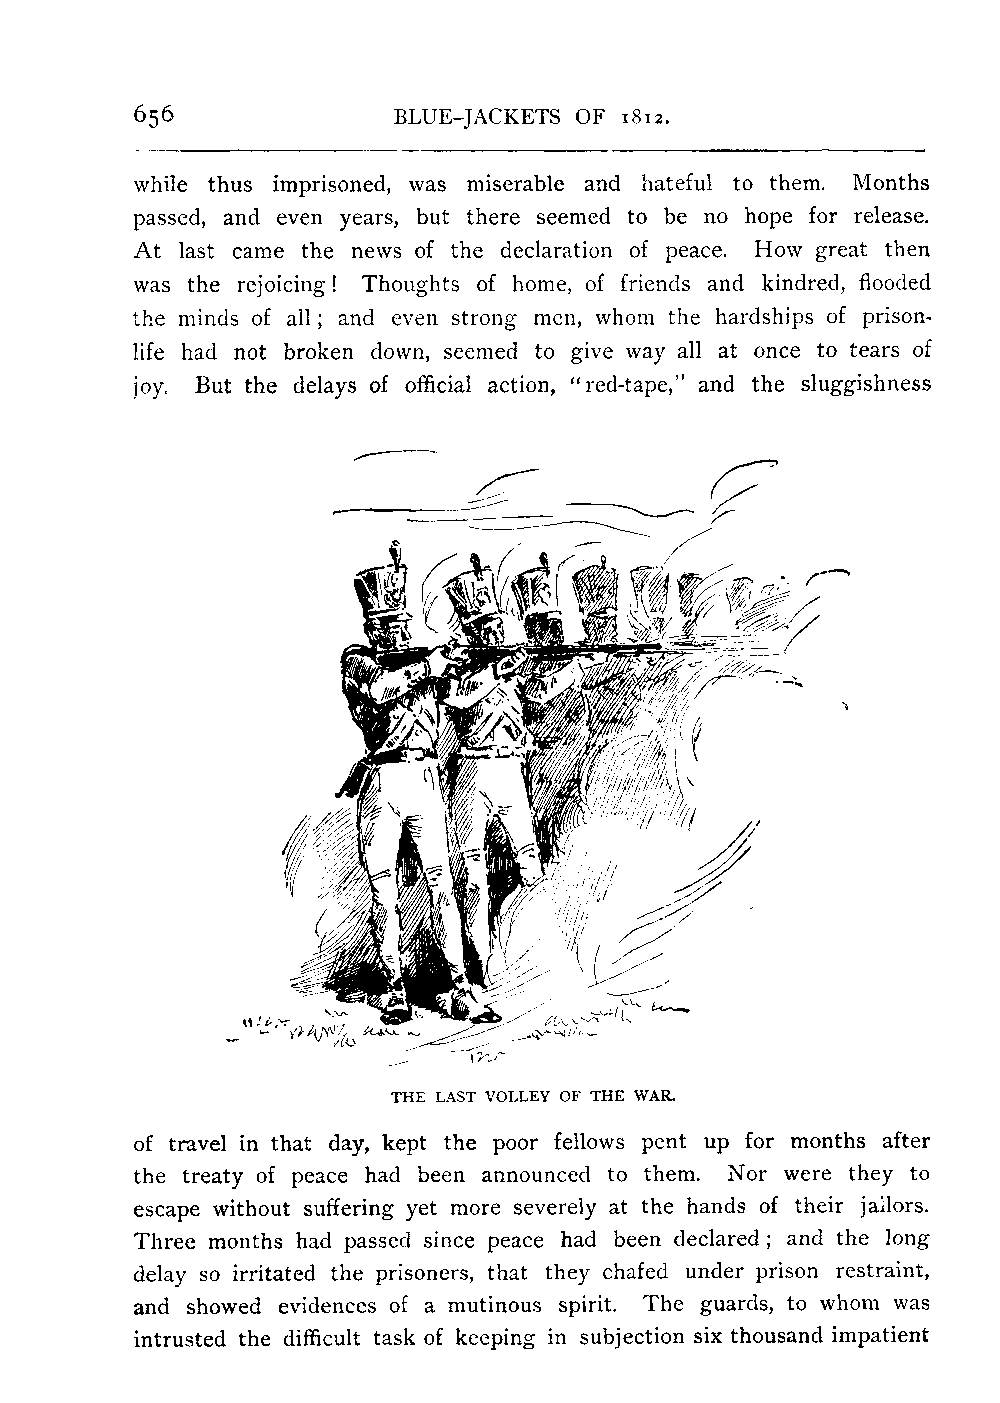 656 BLUE-JACKETS OF 1812.
while thus imprisoned, was miserable and hateful to them. Months
passed, and even years, but there seemed to be no hope for release.
At last came the news of the declaration of peace. How great then
was the rejoicing! Thoughts of home, of friends and kindred, flooded
the minds of all; and even strong men, whom the hardships of prison-
life had not broken down, seemed to give way all at once to tears of
joy. But the delays of official action, "red-tape," and the sluggishness
THE LAST VOLLEY OF THE WAR.
of travel in that day, kept the poor fellows pent up for months after
the treaty of peace had been announced to them. Nor were they to
escape without suffering yet more severely at the hands of their jailors.
Three months had passed since peace had been declared; and the long
delay so irritated the prisoners, that they chafed under prison restraint,
and showed evidences of a mutinous spirit. The guards, to whom was
intrusted the difficult task of keeping in subjection six thousand impatient